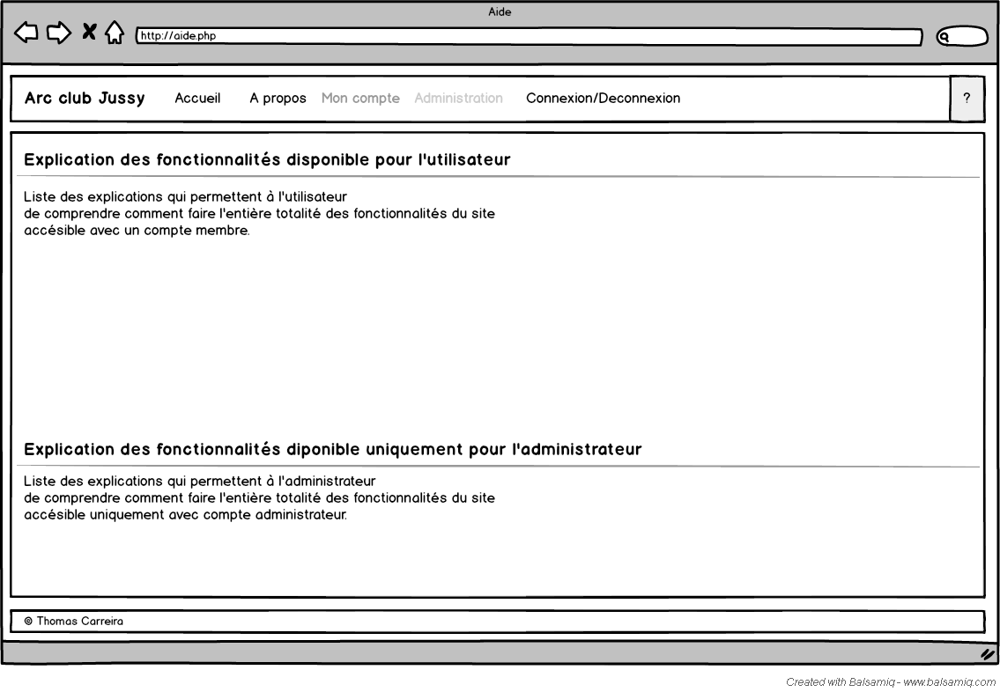 Aide
http://aide.php
Arc club Jussy Accueil A propos Mon compte Administration Connexion/Deconnexion ?
Explication des fonctionnalités disponible pour l'utilisateur
Liste des explications qui permettent à l'utilisateur
de comprendre comment faire l'entière totalité des fonctionnalités du site
accésible avec un compte membre.
Explication des fonctionnalités diponible uniquement pour l'administrateur
Liste des explications qui permettent à l'administrateur
de comprendre comment faire l'entière totalité des fonctionnalités du site
accésible uniquement avec compte administrateur.
© Thomas Carreira
Created with Balsamiq - www.balsamiq.com